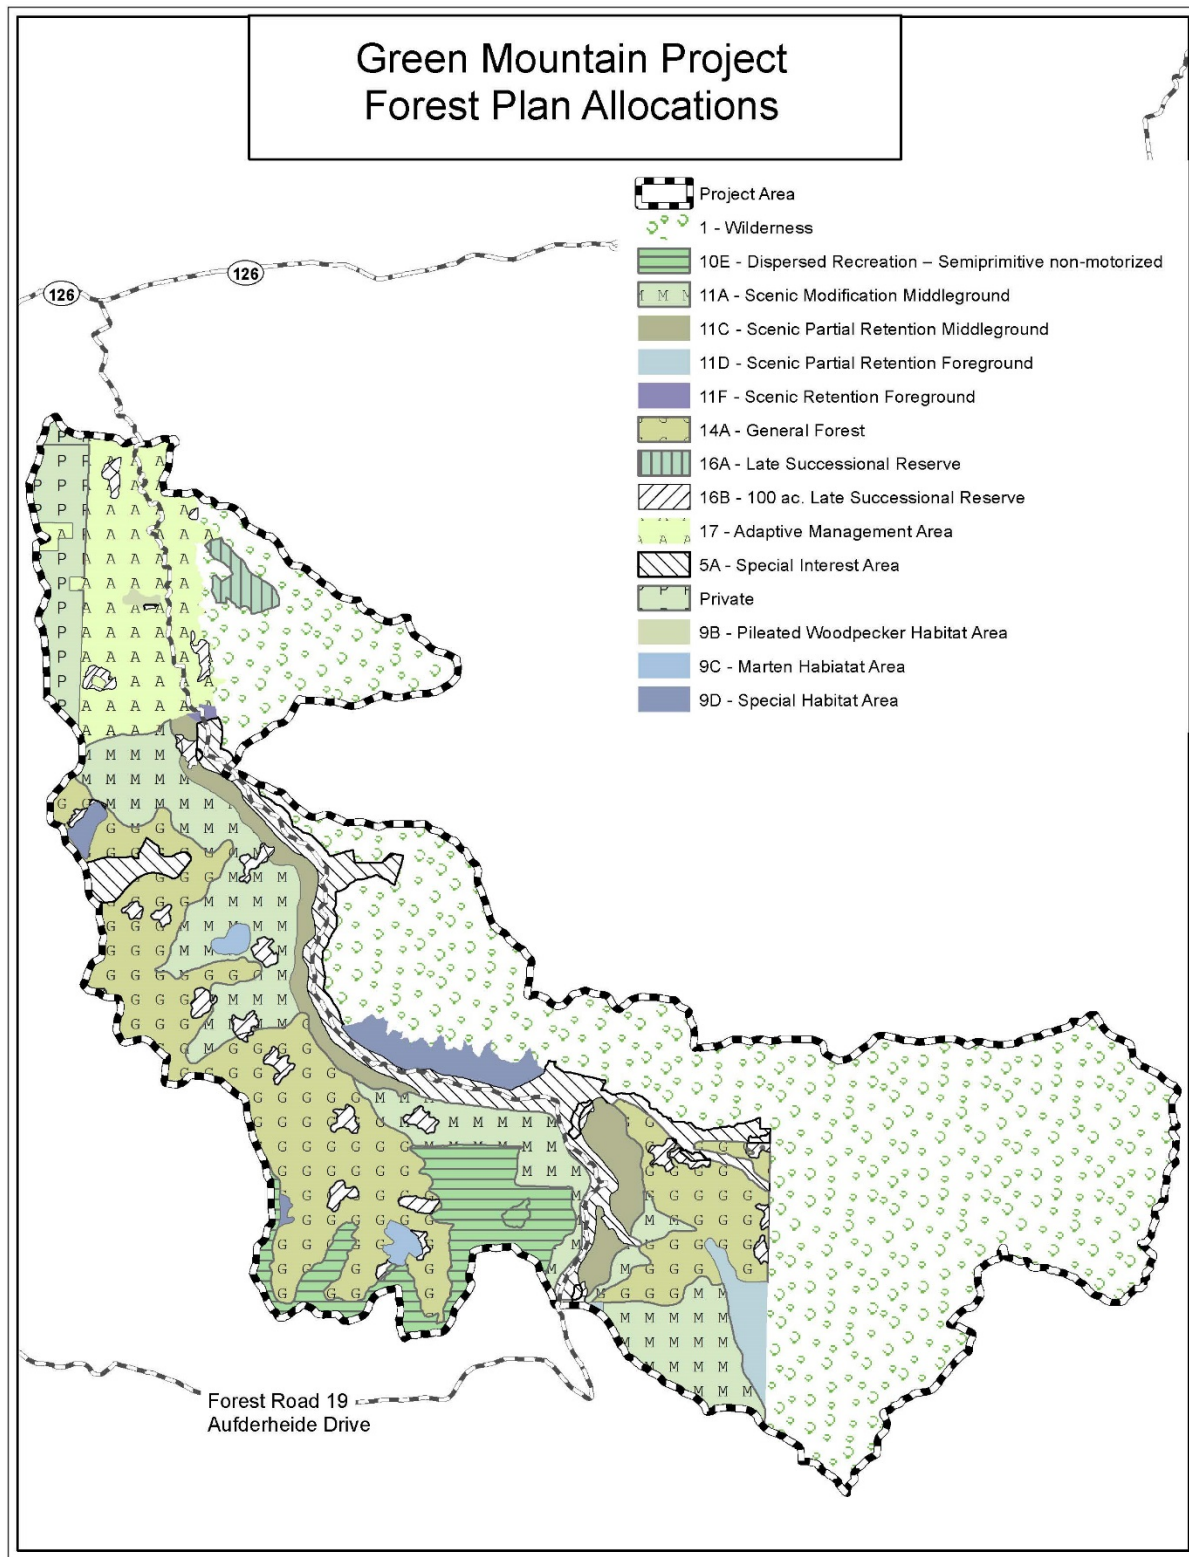 Green Mountain Project
Forest Plan Allocations
Project Area
1 - Wilderness
10E - Dispersed Recreation – Semiprimitive non-motorized
11A - Scenic Modification Middleground
11C - Scenic Partial Retention Middleground
11D - Scenic Partial Retention Foreground
11F - Scenic Retention Foreground
14A - General Forest
16A - Late Successional Reserve
16B - 100 ac. Late Successional Reserve
17 - Adaptive Management Area
5A - Special Interest Area
Private
9B - Pileated Woodpecker Habitat Area
9C - Marten Habiatat Area
9D - Special Habitat Area
126
126
Forest Road 19
Aufderheide Drive